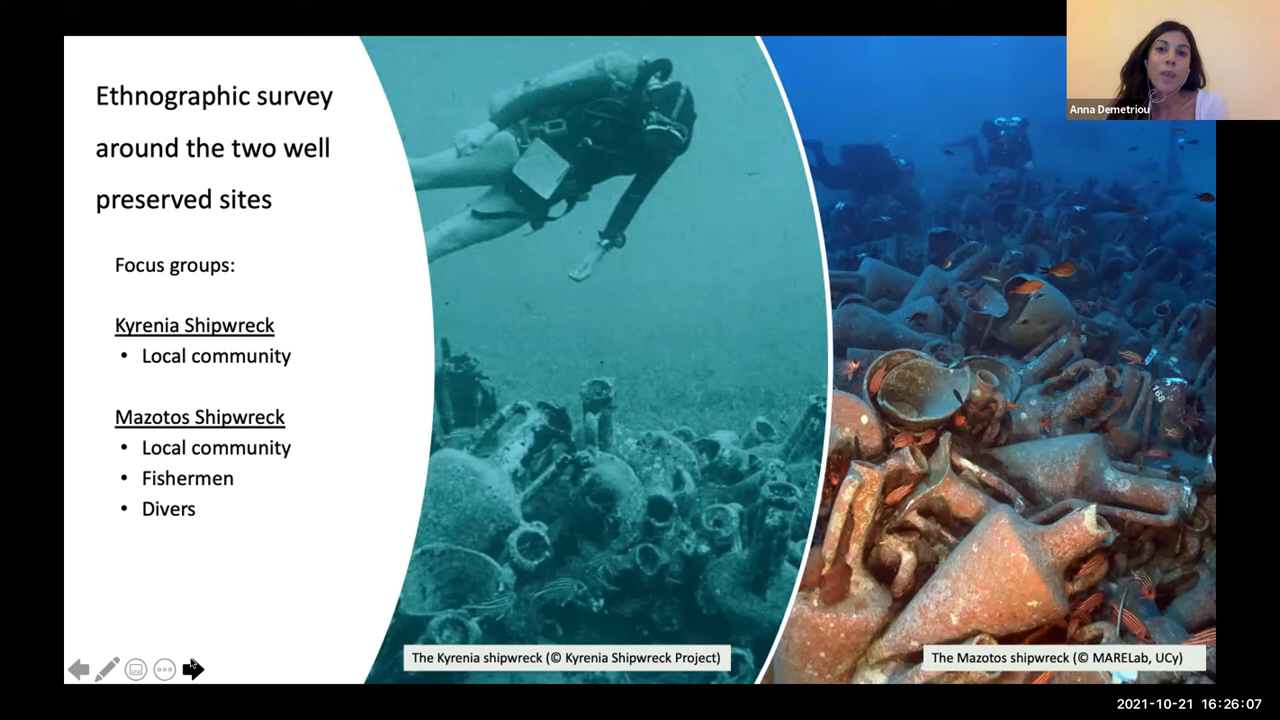 Ethnographic survey
around the two well
preserved sites
Focus groups:
Kyrenia Shipwreck
• Local community
Mazotos Shipwreck
• Local community
• Fishermen
• Divers
The Kyrenia shipwreck (© Kyrenia Shipwreck Project)
The Mazotos shipwreck (© MARELab, UCy)
Anna Demetriou
168
2021-10-21 16:26:07